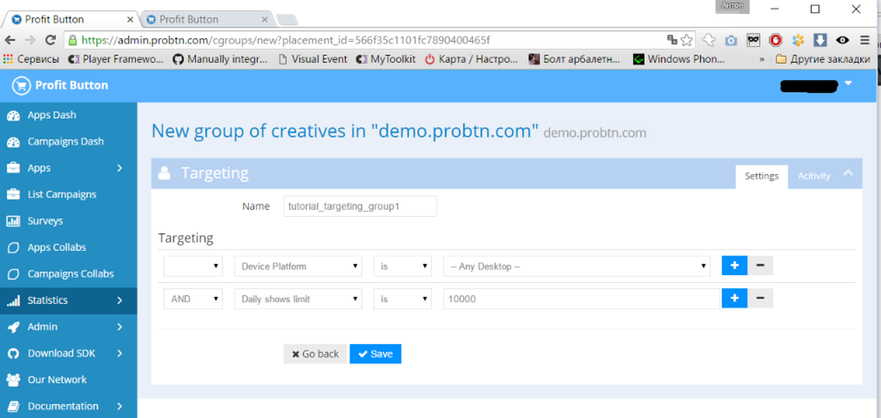 Антон
Profit Button
Profit Button
https://admin.probtn.com/cgroups/new?placement_id=566f35c1101fc7890400465f
Сервисы Player Framewo... Manually integr... Visual Event MyToolkit Карта / Настро... Болт арбалетн... Windows Phon... » Другие закладки
Profit Button
Apps Dash
Campaigns Dash
Apps
List Campaigns
Surveys
Apps Collabs
Campaigns Collabs
Statistics
Admin
Download SDK
Our Network
Documentation
New group of creatives in "demo.probtn.com" demo.probtn.com
Targeting
Settings Acitivity
Name tutorial_targeting_group1
Targeting
Device Platform is -- Any Desktop --
AND Daily shows limit is 10000
Go back Save